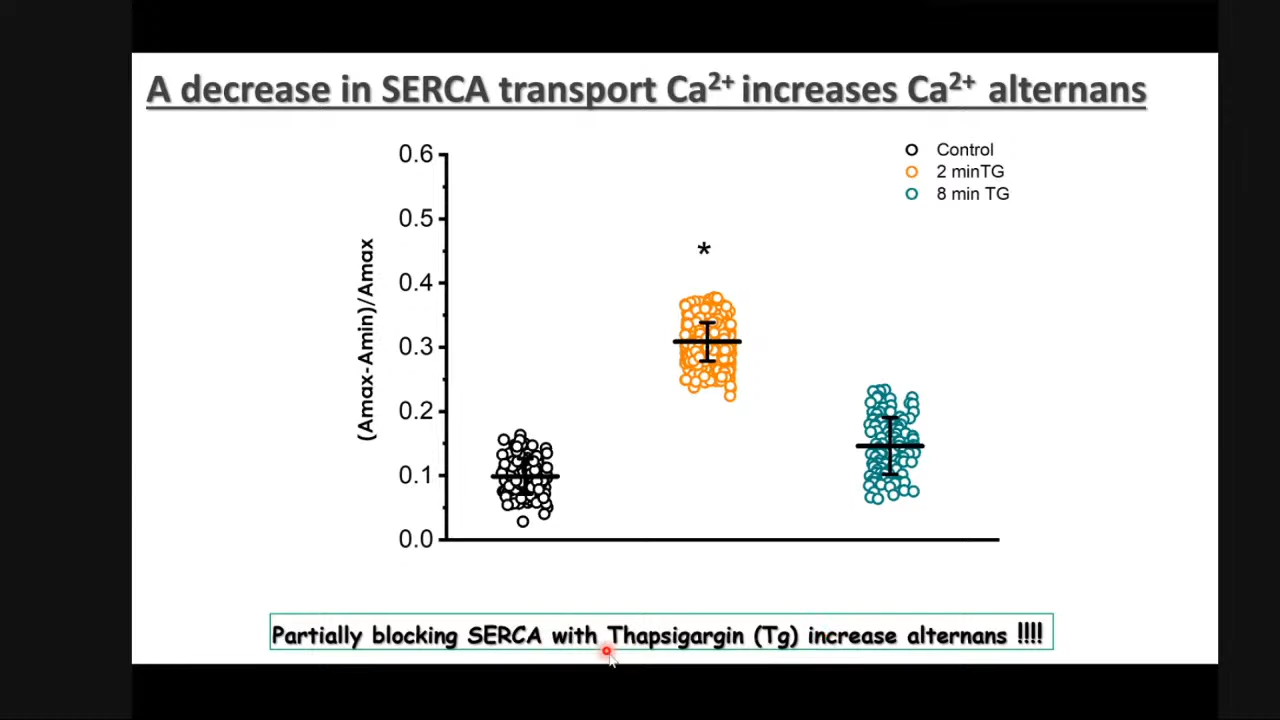 A decrease in SERCA transport Ca2+ increases Ca2+ alternans
Control
2 minTG
8 min TG
(Amax-Amin)/Amax
0.6
0.5
*
0.4
0.3
0.2
0.1
0.0
Partially blocking SERCA with Thapsigargin (Tg) increase alternans !!!!